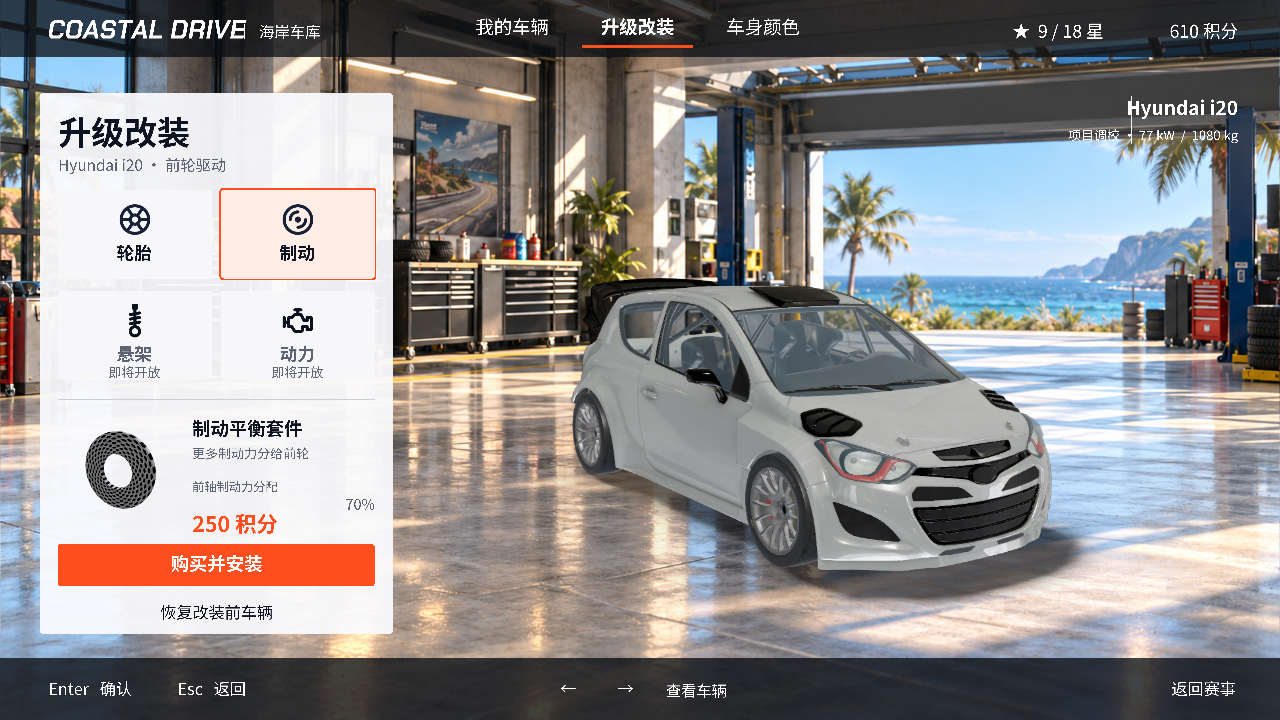 COASTAL DRIVE 海岸车库
我的车辆 升级改装 车身颜色
★ 9 / 18 星 610 积分
Hyundai i20
项目调校 · 77 kW / 1080 kg
升级改装
Hyundai i20 · 前轮驱动
轮胎 制动
悬架 动力
即将开放 即将开放
制动平衡套件
更多制动力分给前轮
前轴制动力分配
70%
250 积分
购买并安装
恢复改装前车辆
Enter 确认 Esc 返回 ← → 查看车辆 返回赛事